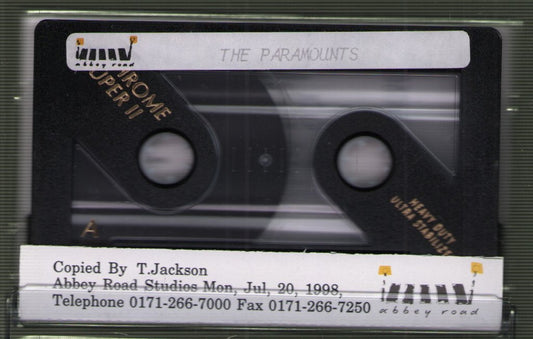 abbey road
THE PARAMOUNTS
CHROME
SUPER II
HEAVY DUTY
ULTRA STABILIZED
A
Copied By T.Jackson
Abbey Road Studios Mon, Jul, 20, 1998,
Telephone 0171-266-7000 Fax 0171-266-7250
abbey road